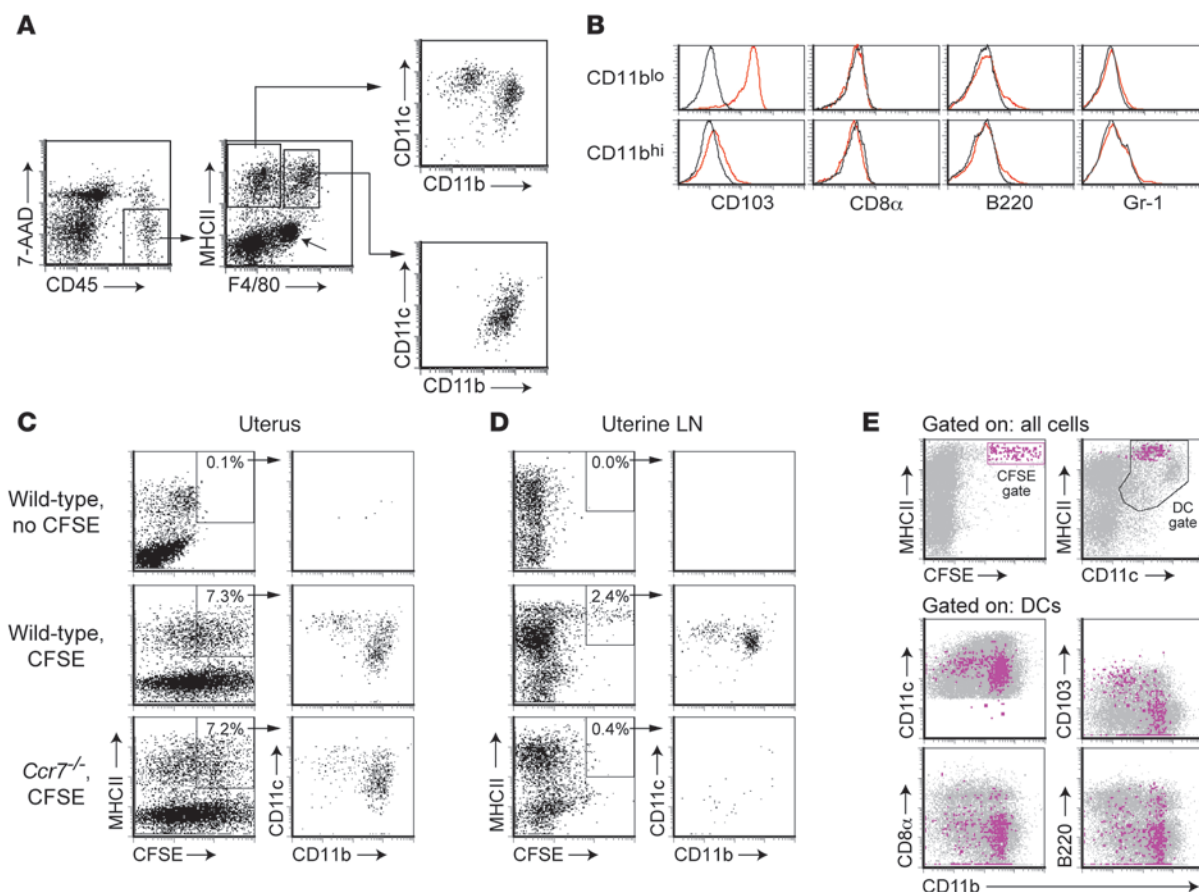 A
7-AAD
CD45
MHCII
F4/80
CD11c
CD11b
CD11c
CD11b
B
CD11b^lo
CD11b^hi
CD103
CD8α
B220
Gr-1
C
Uterus
Wild-type,
no CFSE
0.1%
Wild-type,
CFSE
7.3%
Ccr7-/-,
CFSE
7.2%
MHCII
CFSE
CD11c
CD11b
D
Uterine LN
0.0%
2.4%
0.4%
MHCII
CFSE
CD11c
CD11b
E
Gated on: all cells
MHCII
CFSE
gate
CFSE
MHCII
DC
gate
CD11c
Gated on: DCs
CD11c
CD103
CD8α
B220
CD11b